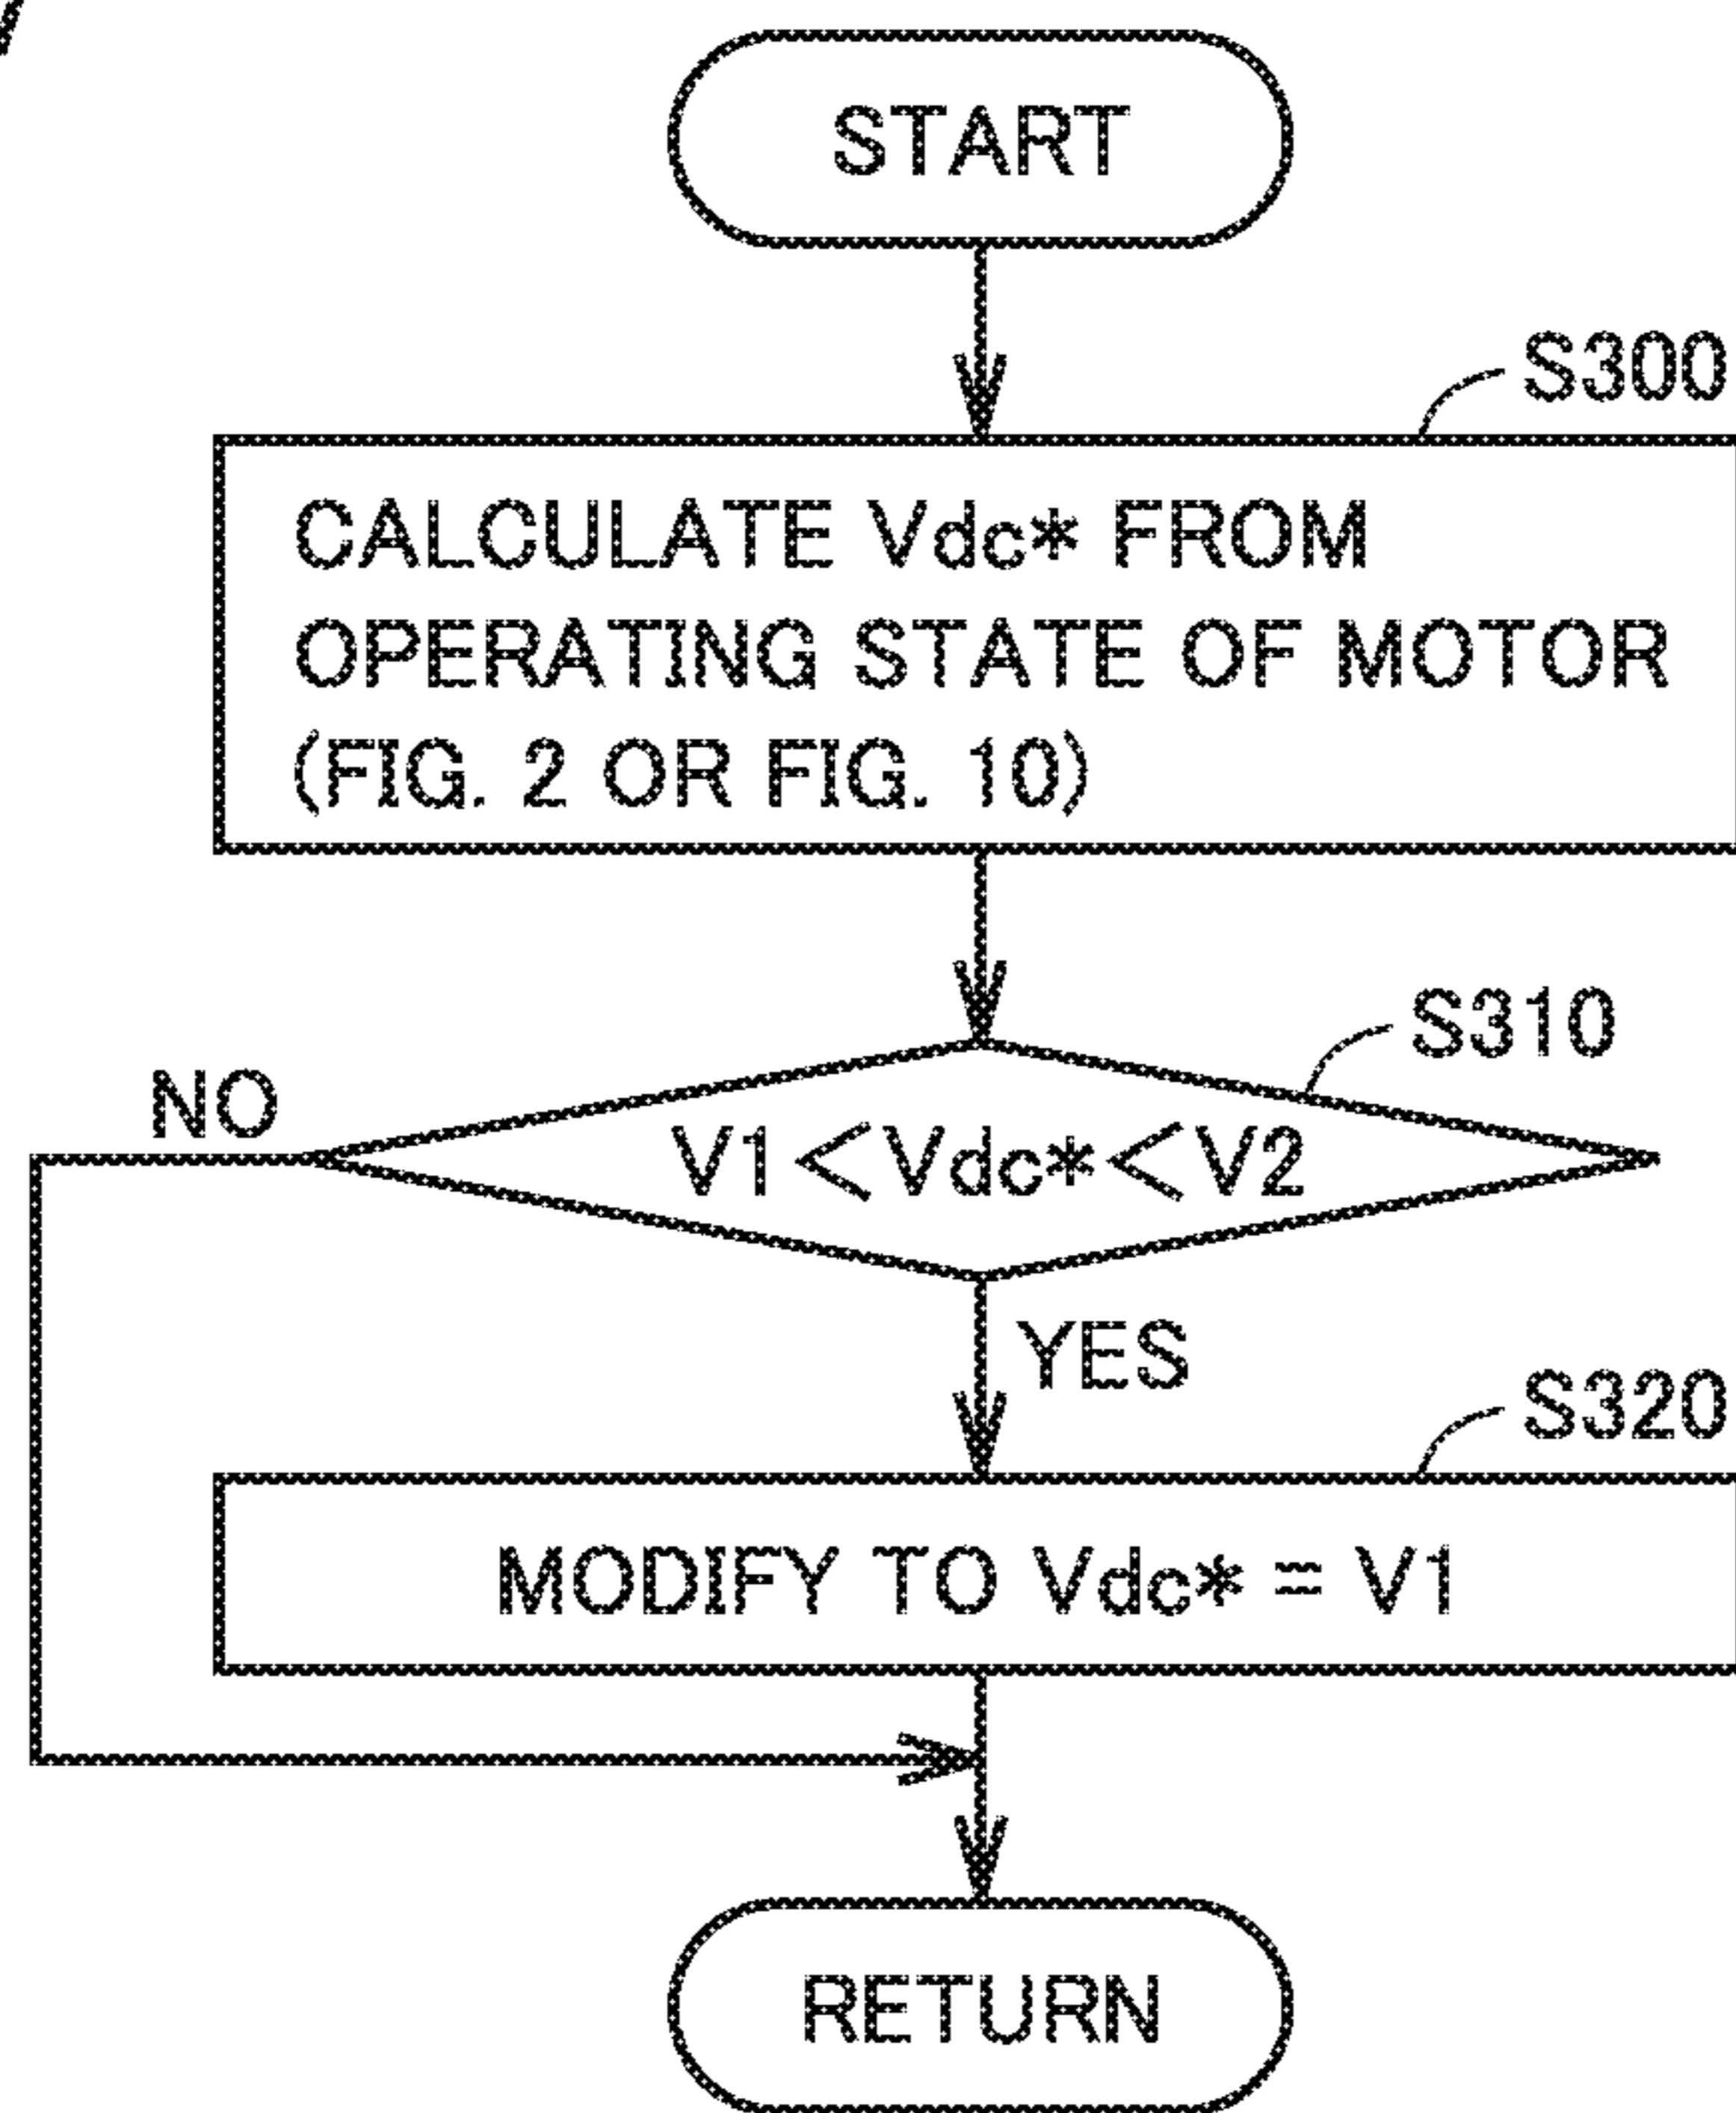 START
S300
CALCULATE Vdc* FROM
OPERATING STATE OF MOTOR
(FIG. 2 OR FIG. 10)
S310
NO
V1<Vdc*<V2
YES
S320
MODIFY TO Vdc* = V1
RETURN